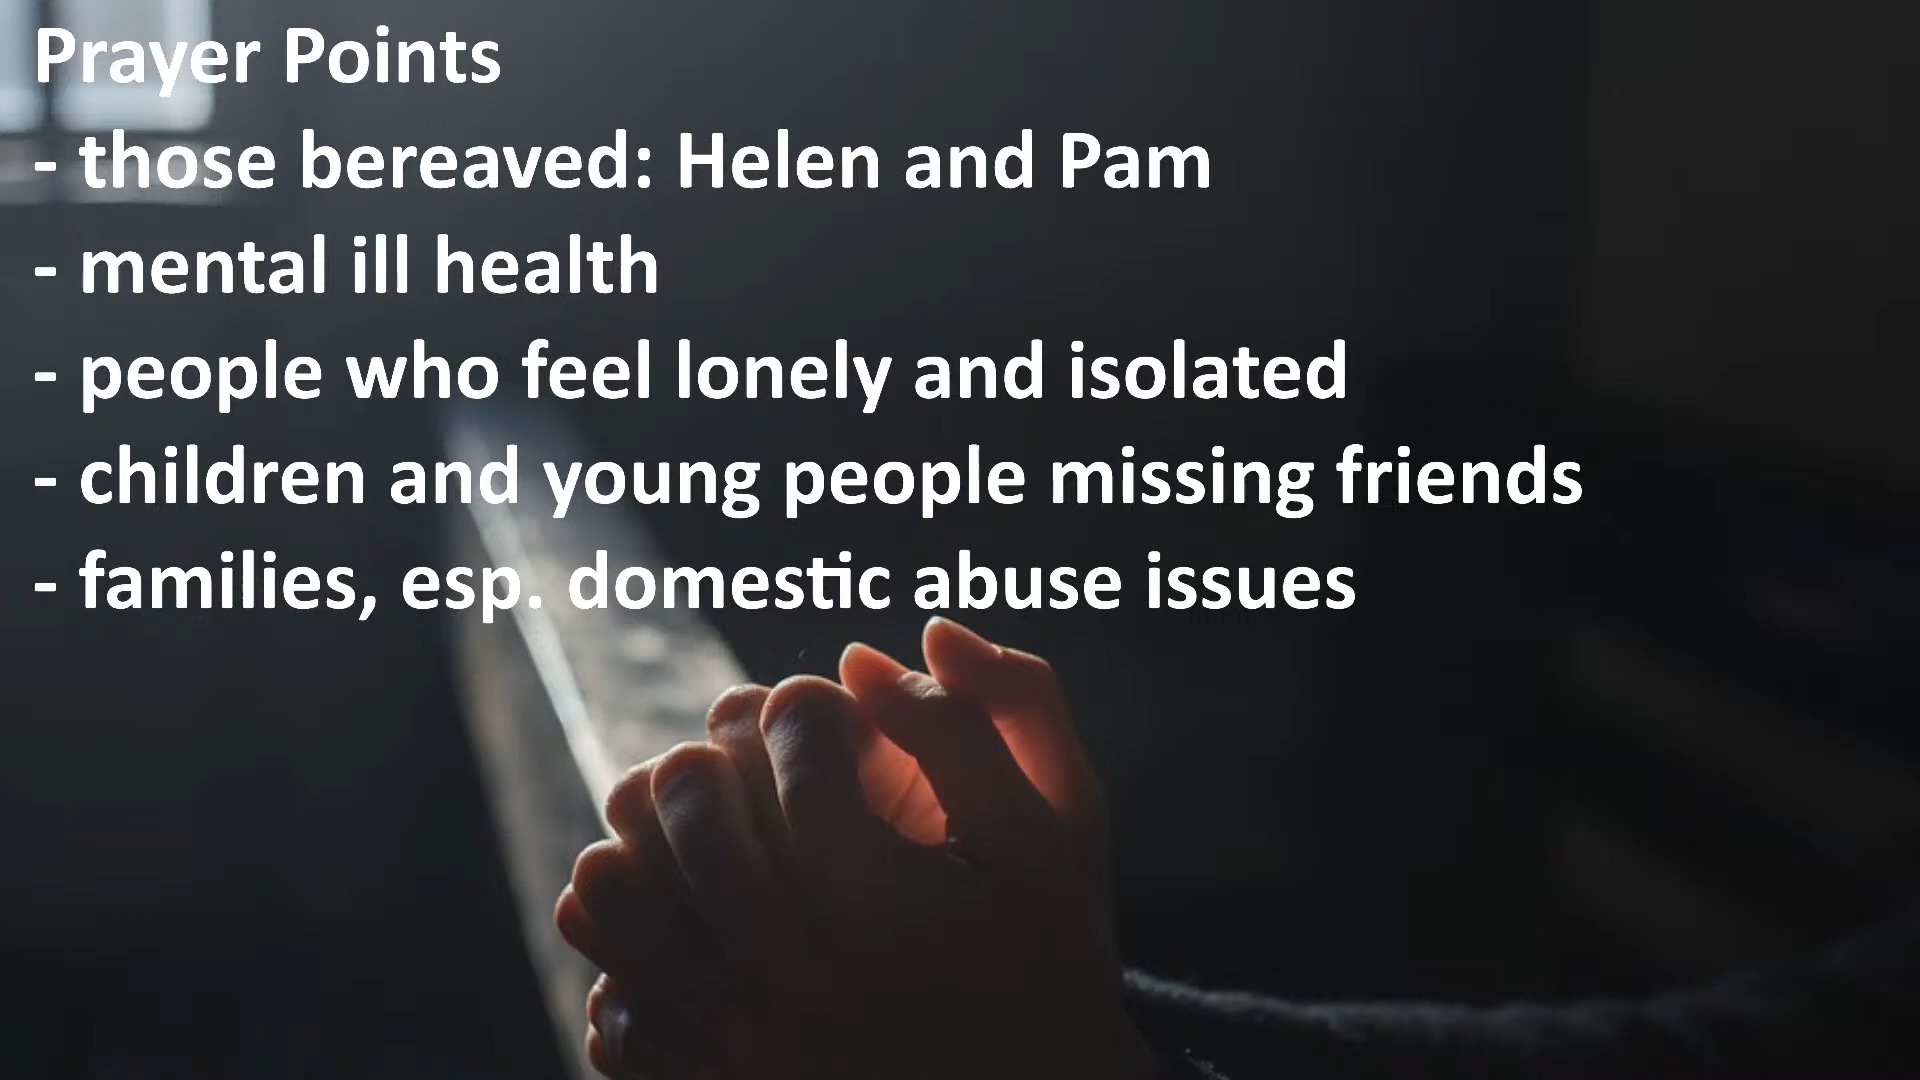 Prayer Points
- those bereaved: Helen and Pam
- mental ill health
- people who feel lonely and isolated
- children and young people missing friends
- families, esp. domestic abuse issues